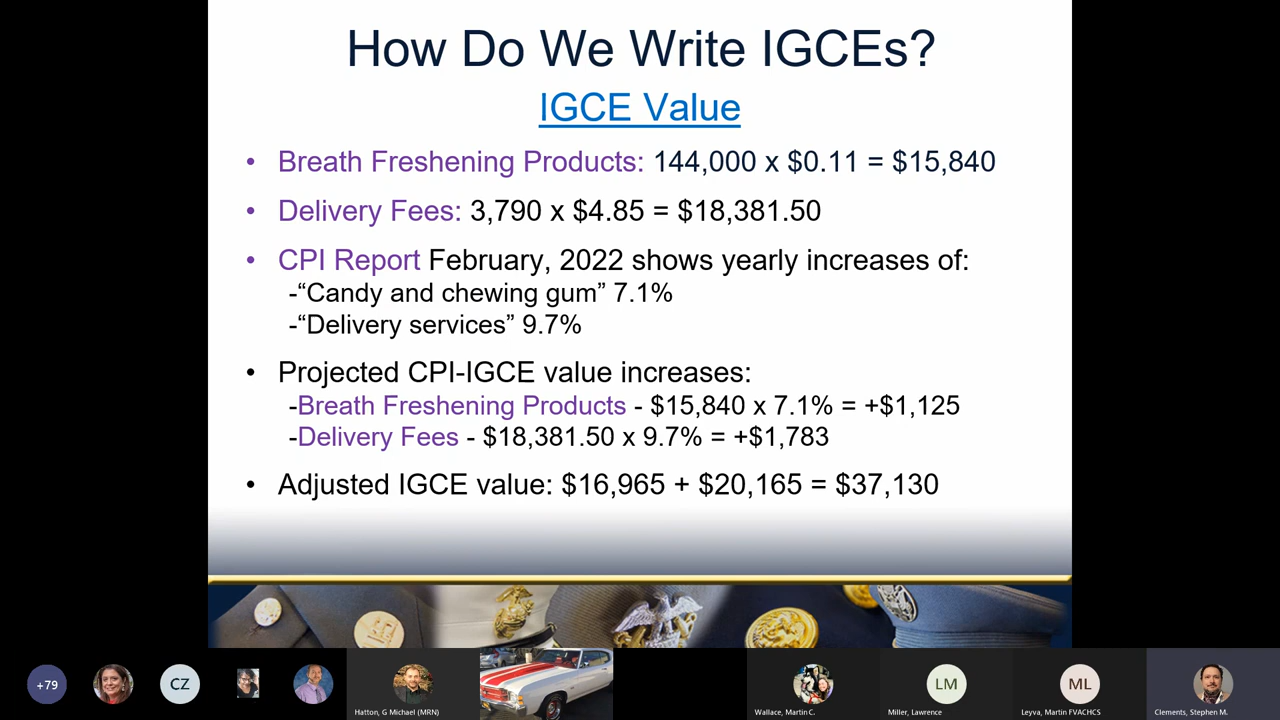 How Do We Write IGCEs?
IGCE Value
• Breath Freshening Products: 144,000 x $0.11 = $15,840
• Delivery Fees: 3,790 x $4.85 = $18,381.50
• CPI Report February, 2022 shows yearly increases of:
-“Candy and chewing gum” 7.1%
-“Delivery services” 9.7%
• Projected CPI-IGCE value increases:
-Breath Freshening Products - $15,840 x 7.1% = +$1,125
-Delivery Fees - $18,381.50 x 9.7% = +$1,783
• Adjusted IGCE value: $16,965 + $20,165 = $37,130
+79
CZ
LM
ML
Hatton, G Michael (MRN)
Wallace, Martin C.
Miller, Lawrence
Leyva, Martin FVACHCS
Clements, Stephen M.